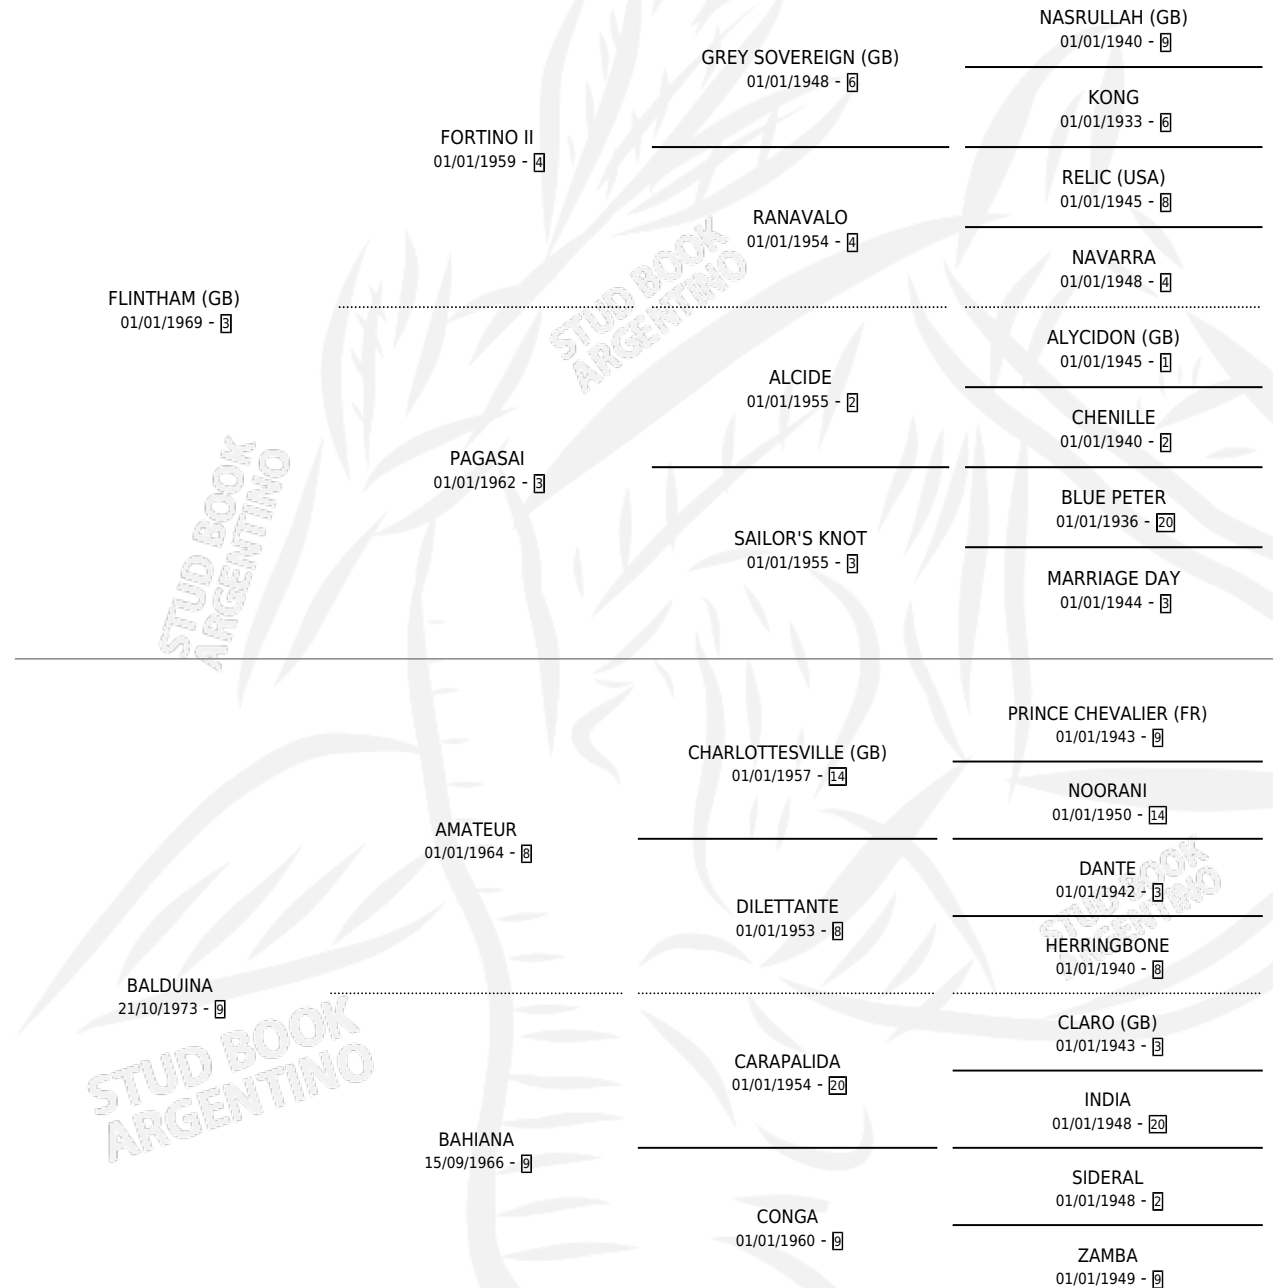 NASRULLAH (GB)
01/01/1940 - 9
GREY SOVEREIGN (GB)
01/01/1948 - 6
KONG
01/01/1933 - 6
FORTINO II
01/01/1959 - 4
RELIC (USA)
01/01/1945 - 8
RANAVALO
01/01/1954 - 4
NAVARRA
01/01/1948 - 4
FLINTHAM (GB)
01/01/1969 - 3
ALYCIDON (GB)
01/01/1945 - 1
ALCIDE
01/01/1955 - 2
CHENILLE
01/01/1940 - 2
PAGASAI
01/01/1962 - 3
BLUE PETER
01/01/1936 - 20
SAILOR'S KNOT
01/01/1955 - 3
MARRIAGE DAY
01/01/1944 - 3
PRINCE CHEVALIER (FR)
01/01/1943 - 9
CHARLOTTESVILLE (GB)
01/01/1957 - 14
NOORANI
01/01/1950 - 14
AMATEUR
01/01/1964 - 8
DANTE
01/01/1942 - 3
DILETTANTE
01/01/1953 - 8
HERRINGBONE
01/01/1940 - 8
BALDUINA
21/10/1973 - 9
CLARO (GB)
01/01/1943 - 3
CARAPALIDA
01/01/1954 - 20
INDIA
01/01/1948 - 20
BAHIANA
15/09/1966 - 9
SIDERAL
01/01/1948 - 2
CONGA
01/01/1960 - 9
ZAMBA
01/01/1949 - 9
STUD BOOK
ARGENTINO
STUD BOOK
ARGENTINO
STUD BOOK
ARGENTINO
STUD BOOK
ARGENTINO